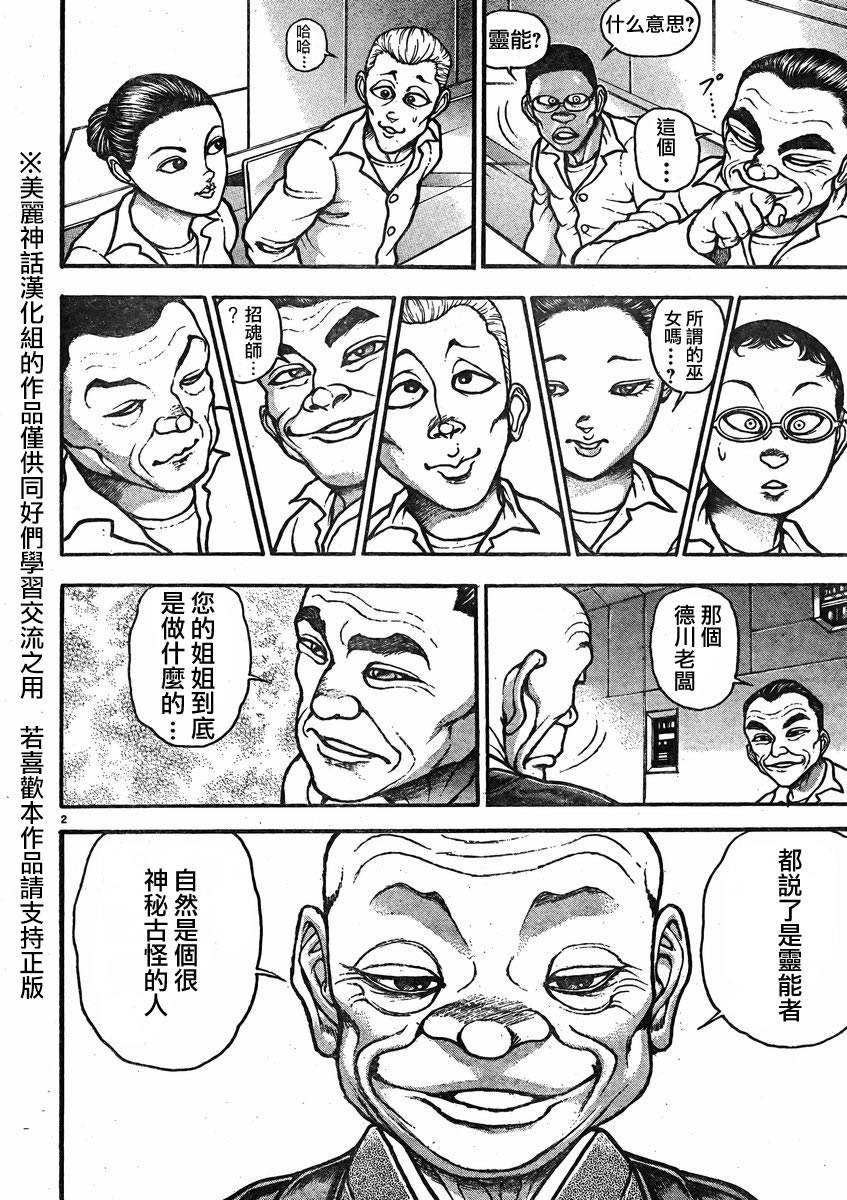 什么意思?
靈能?
這個…
プ…
哈哈…
所謂的巫
女嗎…?
招魂師…
?
那個
德川老闆
您的姐姐到底
是做什麼的…
2
都說了是靈能者
自然是個很
神秘古怪的人
※美麗神話漢化組的作品僅供同好們學習交流之用　若喜歡本作品請支持正版